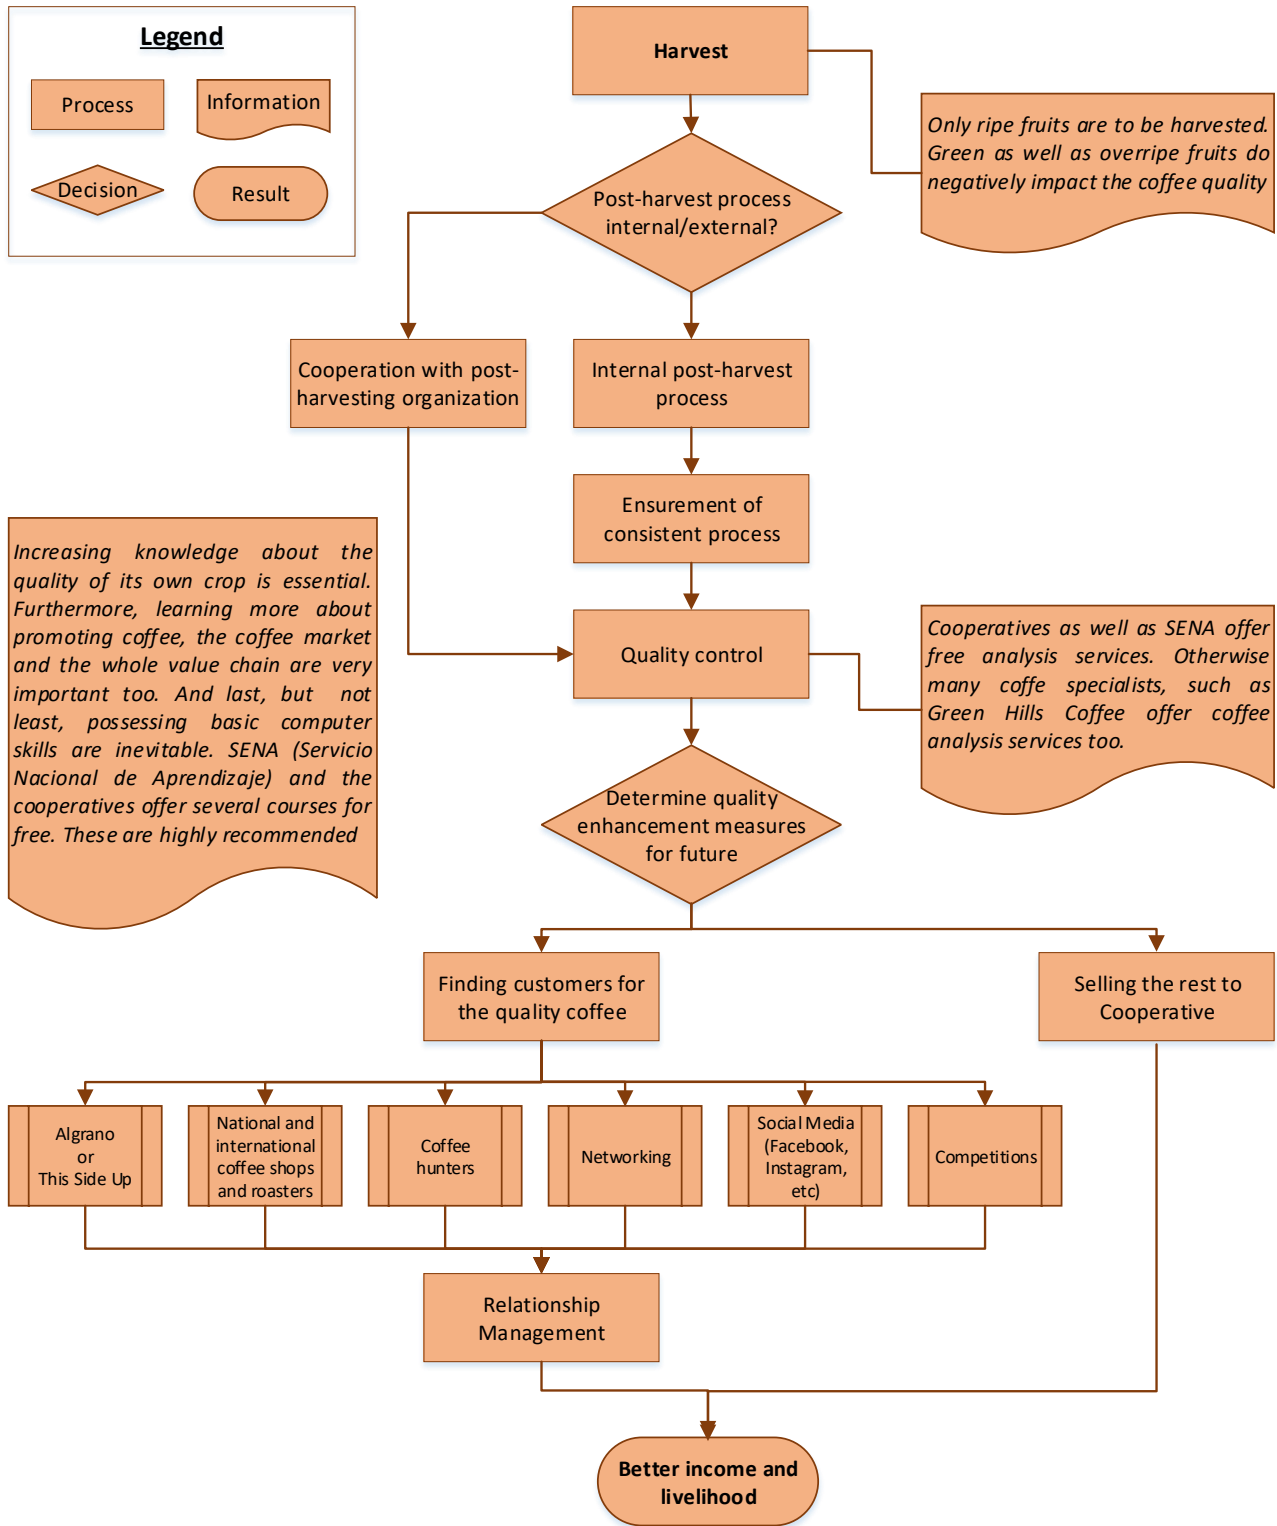 Legend
Process
Information
Decision
Result
Harvest
Only ripe fruits are to be harvested.
Green as well as overripe fruits do
negatively impact the coffee quality
Post-harvest process
internal/external?
Cooperation with post-
harvesting organization
Internal post-harvest
process
Ensurement of
consistent process
Increasing knowledge about the
quality of its own crop is essential.
Furthermore, learning more about
promoting coffee, the coffee market
and the whole value chain are very
important too. And last, but not
least, possessing basic computer
skills are inevitable. SENA (Servicio
Nacional de Aprendizaje) and the
cooperatives offer several courses for
free. These are highly recommended
Quality control
Cooperatives as well as SENA offer
free analysis services. Otherwise
many coffe specialists, such as
Green Hills Coffee offer coffee
analysis services too.
Determine quality
enhancement measures
for future
Finding customers for
the quality coffee
Selling the rest to
Cooperative
Algrano
or
This Side Up
National and
international
coffee shops
and roasters
Coffee
hunters
Networking
Social Media
(Facebook,
Instagram,
etc)
Competitions
Relationship
Management
Better income and
livelihood